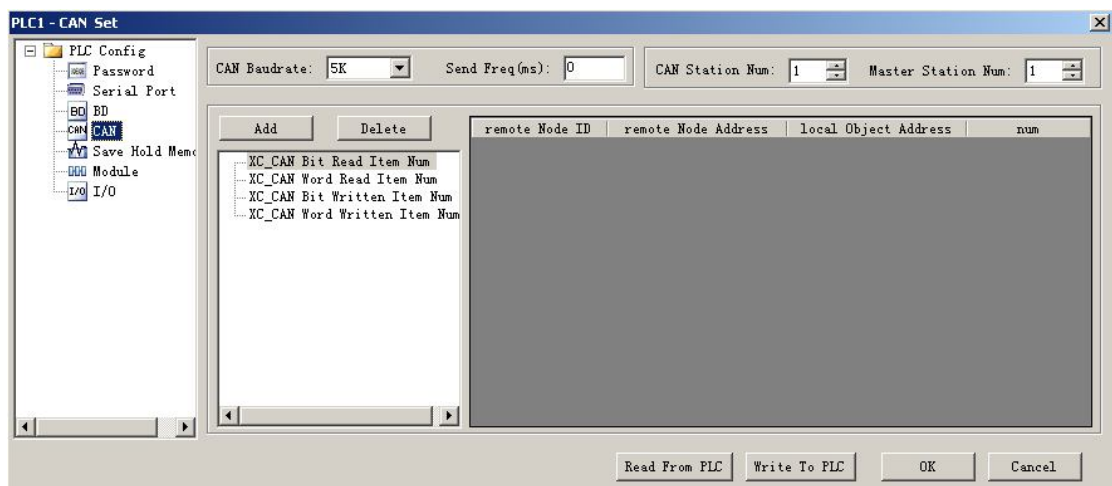 PLC1 - CAN Set
PLC Config
Password
Serial Port
BD BD
CAN CAN
Save Hold Memo
Module
I/O I/O
CAN Baudrate: 5K
Send Freq(ms): 0
CAN Station Num: 1
Master Station Num: 1
Add
Delete
XC_CAN Bit Read Item Num
XC_CAN Word Read Item Num
XC_CAN Bit Written Item Num
XC_CAN Word Written Item Num
remote Node ID
remote Node Address
local Object Address
num
Read From PLC
Write To PLC
OK
Cancel